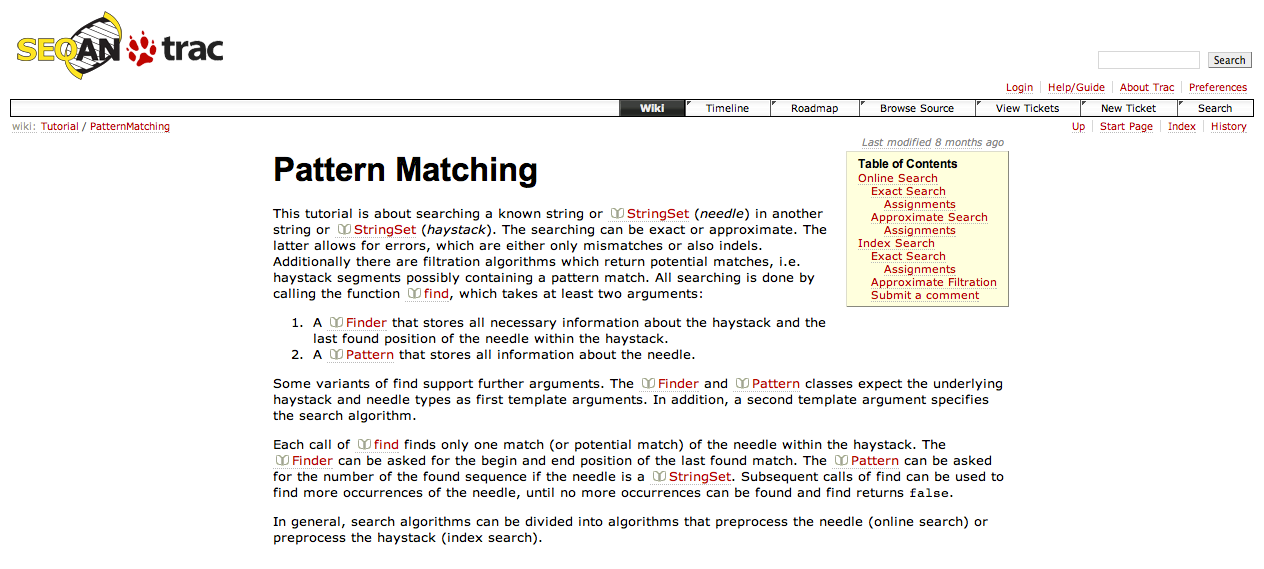 SEQAN trac
Search
Login Help/Guide About Trac Preferences
Wiki Timeline Roadmap Browse Source View Tickets New Ticket Search
wiki: Tutorial / PatternMatching
Up Start Page Index History
Last modified 8 months ago
Pattern Matching
Table of Contents
Online Search
Exact Search
Assignments
Approximate Search
Assignments
Index Search
Exact Search
Assignments
Approximate Filtration
Submit a comment
This tutorial is about searching a known string or StringSet (needle) in another
string or StringSet (haystack). The searching can be exact or approximate. The
latter allows for errors, which are either only mismatches or also indels.
Additionally there are filtration algorithms which return potential matches, i.e.
haystack segments possibly containing a pattern match. All searching is done by
calling the function find, which takes at least two arguments:
1. A Finder that stores all necessary information about the haystack and the
last found position of the needle within the haystack.
2. A Pattern that stores all information about the needle.
Some variants of find support further arguments. The Finder and Pattern classes expect the underlying
haystack and needle types as first template arguments. In addition, a second template argument specifies
the search algorithm.
Each call of find finds only one match (or potential match) of the needle within the haystack. The
Finder can be asked for the begin and end position of the last found match. The Pattern can be asked
for the number of the found sequence if the needle is a StringSet. Subsequent calls of find can be used to
find more occurrences of the needle, until no more occurrences can be found and find returns false.
In general, search algorithms can be divided into algorithms that preprocess the needle (online search) or
preprocess the haystack (index search).